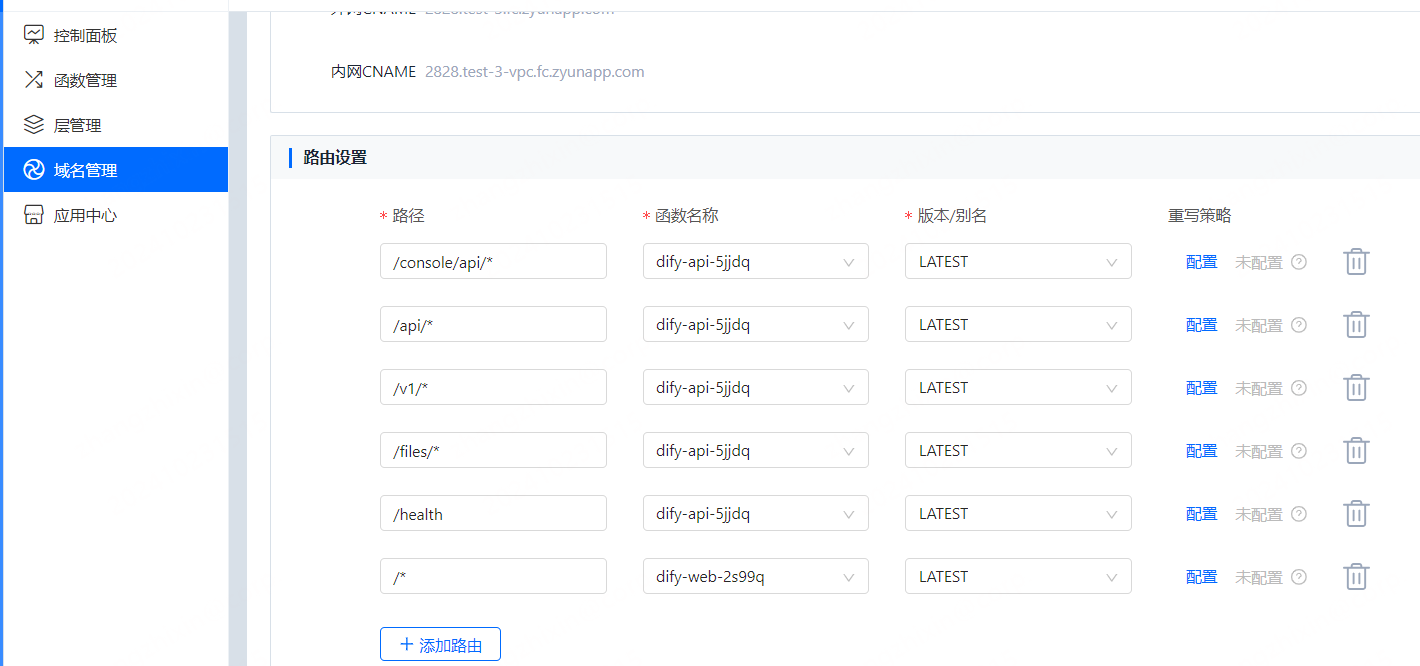 控制面板
函数管理
层管理
域名管理
应用中心
内网CNAME 2828.test-3-vpc.fc.zyunapp.com
路由设置
* 路径 * 函数名称 * 版本/别名 重写策略
/console/api/* dify-api-5jjdq LATEST 配置 未配置
/api/* dify-api-5jjdq LATEST 配置 未配置
/v1/* dify-api-5jjdq LATEST 配置 未配置
/files/* dify-api-5jjdq LATEST 配置 未配置
/health dify-api-5jjdq LATEST 配置 未配置
/* dify-web-2s99q LATEST 配置 未配置
+ 添加路由